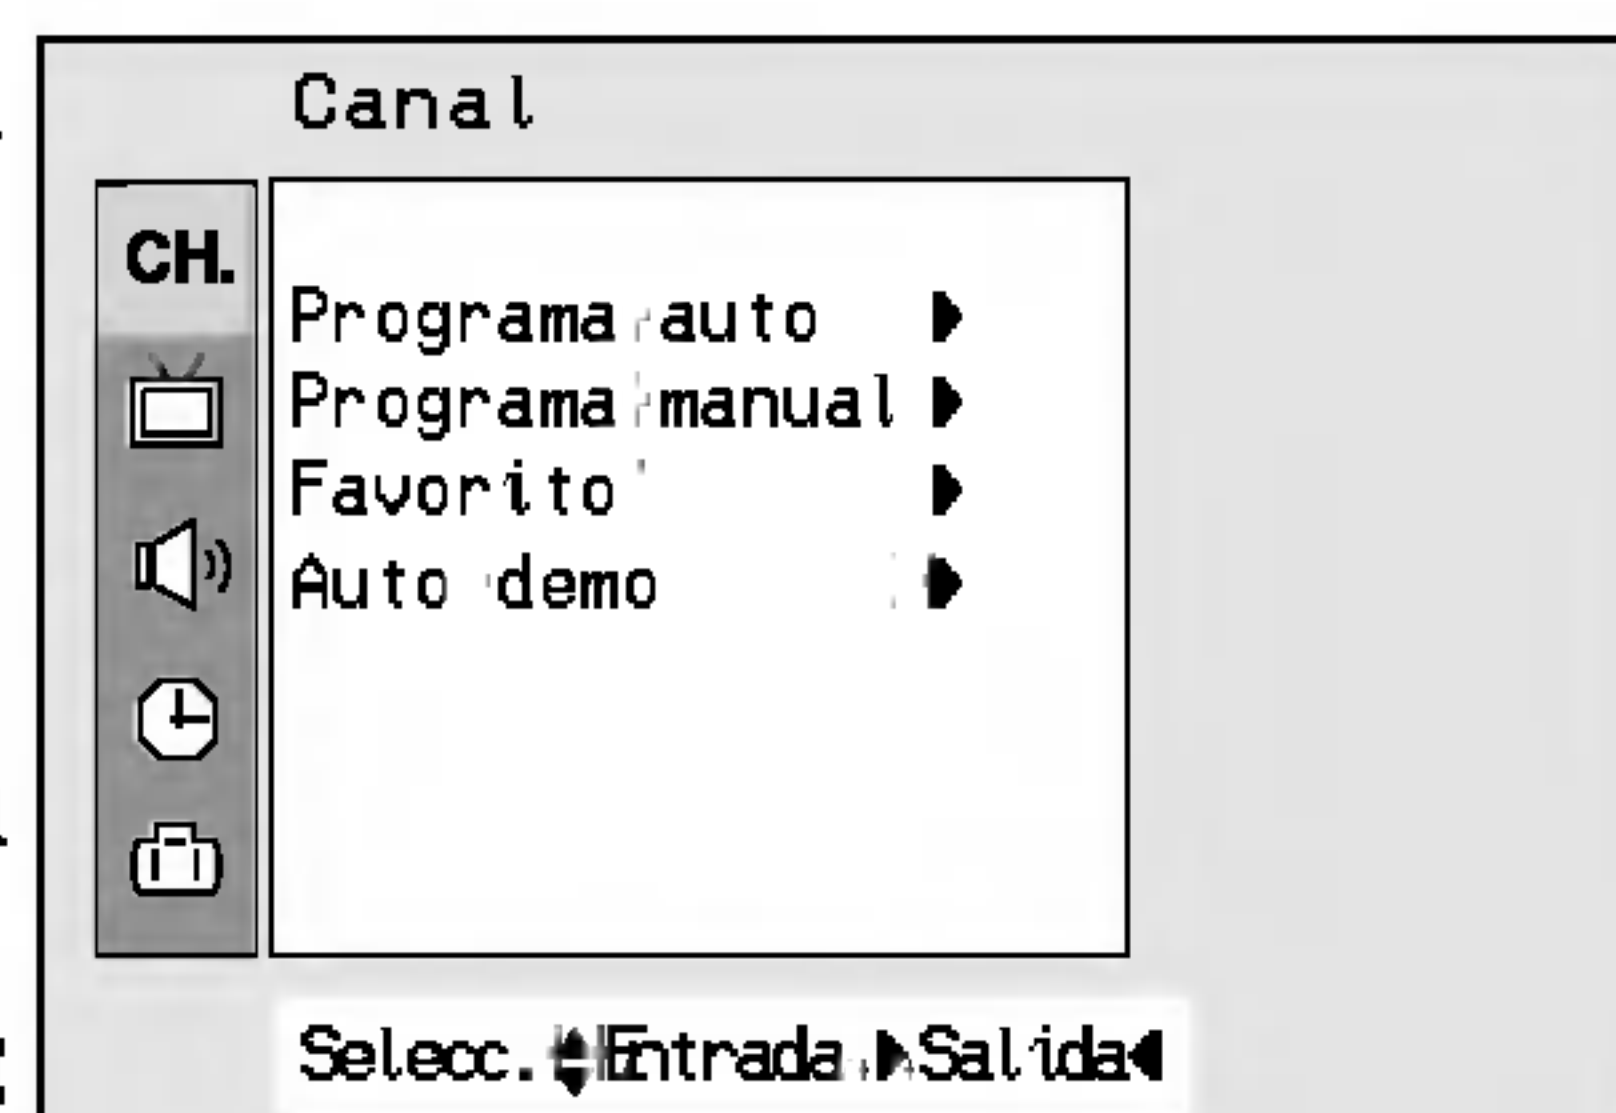 Canal
CH.
Programa auto
Programa manual
Favorito
Auto demo
Selecc. Entrada Salida